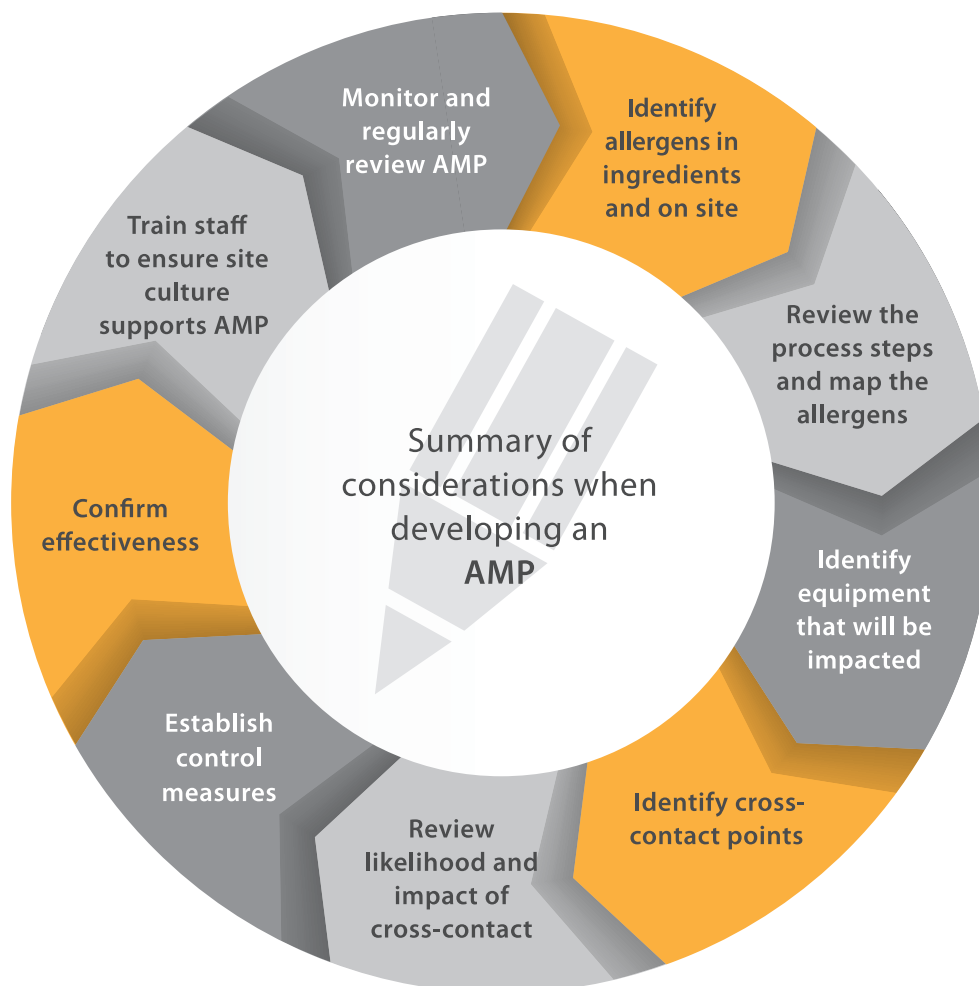 Summary of
considerations when
developing an
AMP
Identify
allergens in
ingredients
and on site
Review the
process steps
and map the
allergens
Identify
equipment
that will be
impacted
Identify cross-
contact points
Review
likelihood and
impact of
cross-contact
Establish
control
measures
Confirm
effectiveness
Train staff
to ensure site
culture
supports AMP
Monitor and
regularly
review AMP